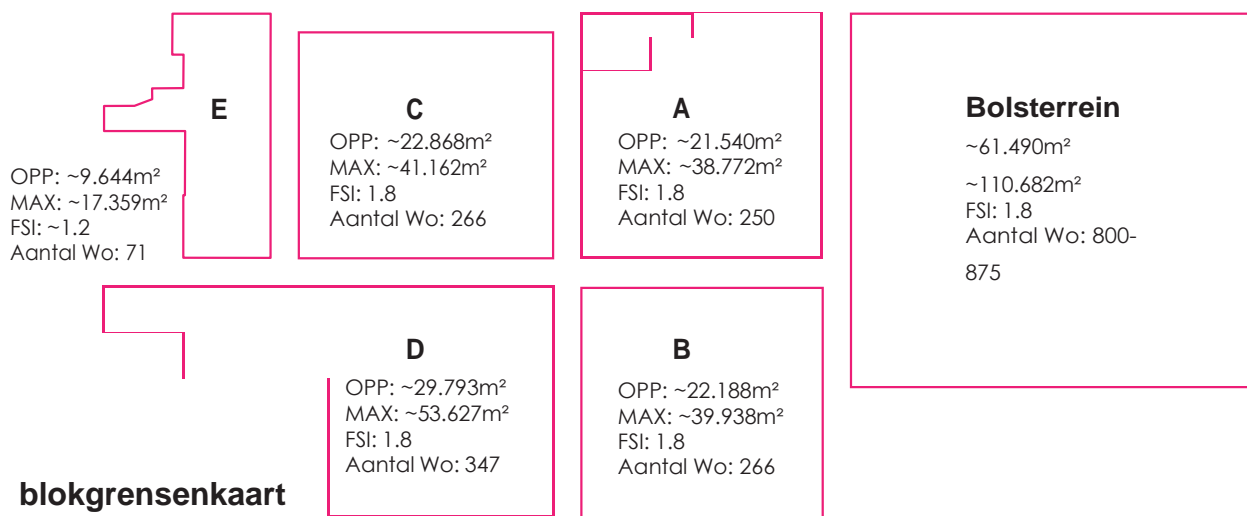 E
OPP: ~9.644m²
MAX: ~17.359m²
FSI: ~1.2
Aantal Wo: 71
C
OPP: ~22.868m²
MAX: ~41.162m²
FSI: 1.8
Aantal Wo: 266
A
OPP: ~21.540m²
MAX: ~38.772m²
FSI: 1.8
Aantal Wo: 250
Bolsterrein
~61.490m²
~110.682m²
FSI: 1.8
Aantal Wo: 800-
875
D
OPP: ~29.793m²
MAX: ~53.627m²
FSI: 1.8
Aantal Wo: 347
B
OPP: ~22.188m²
MAX: ~39.938m²
FSI: 1.8
Aantal Wo: 266
blokgrensenkaart